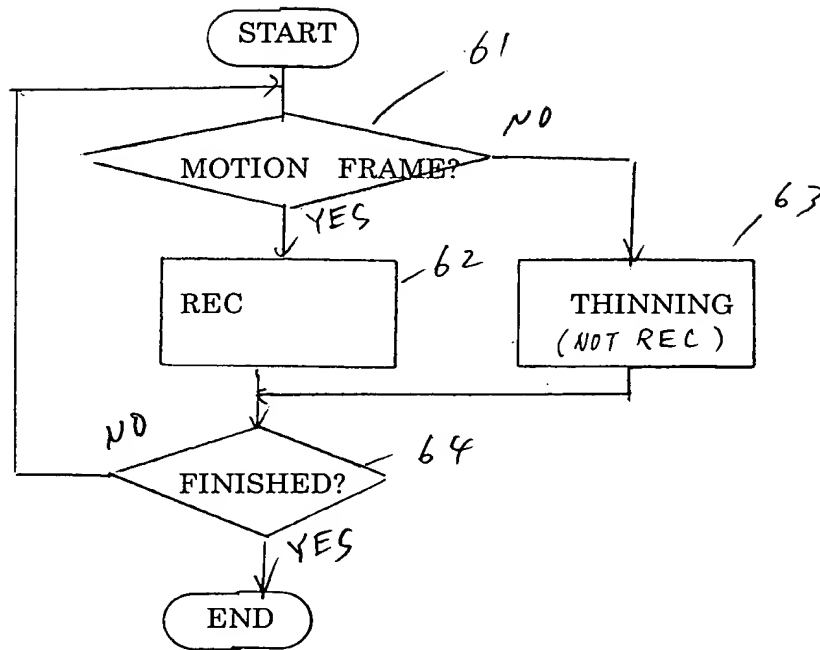 START
61
NO
MOTION FRAME?
YES
63
62
REC
THINNING
(NOT REC)
NO
64
FINISHED?
YES
END